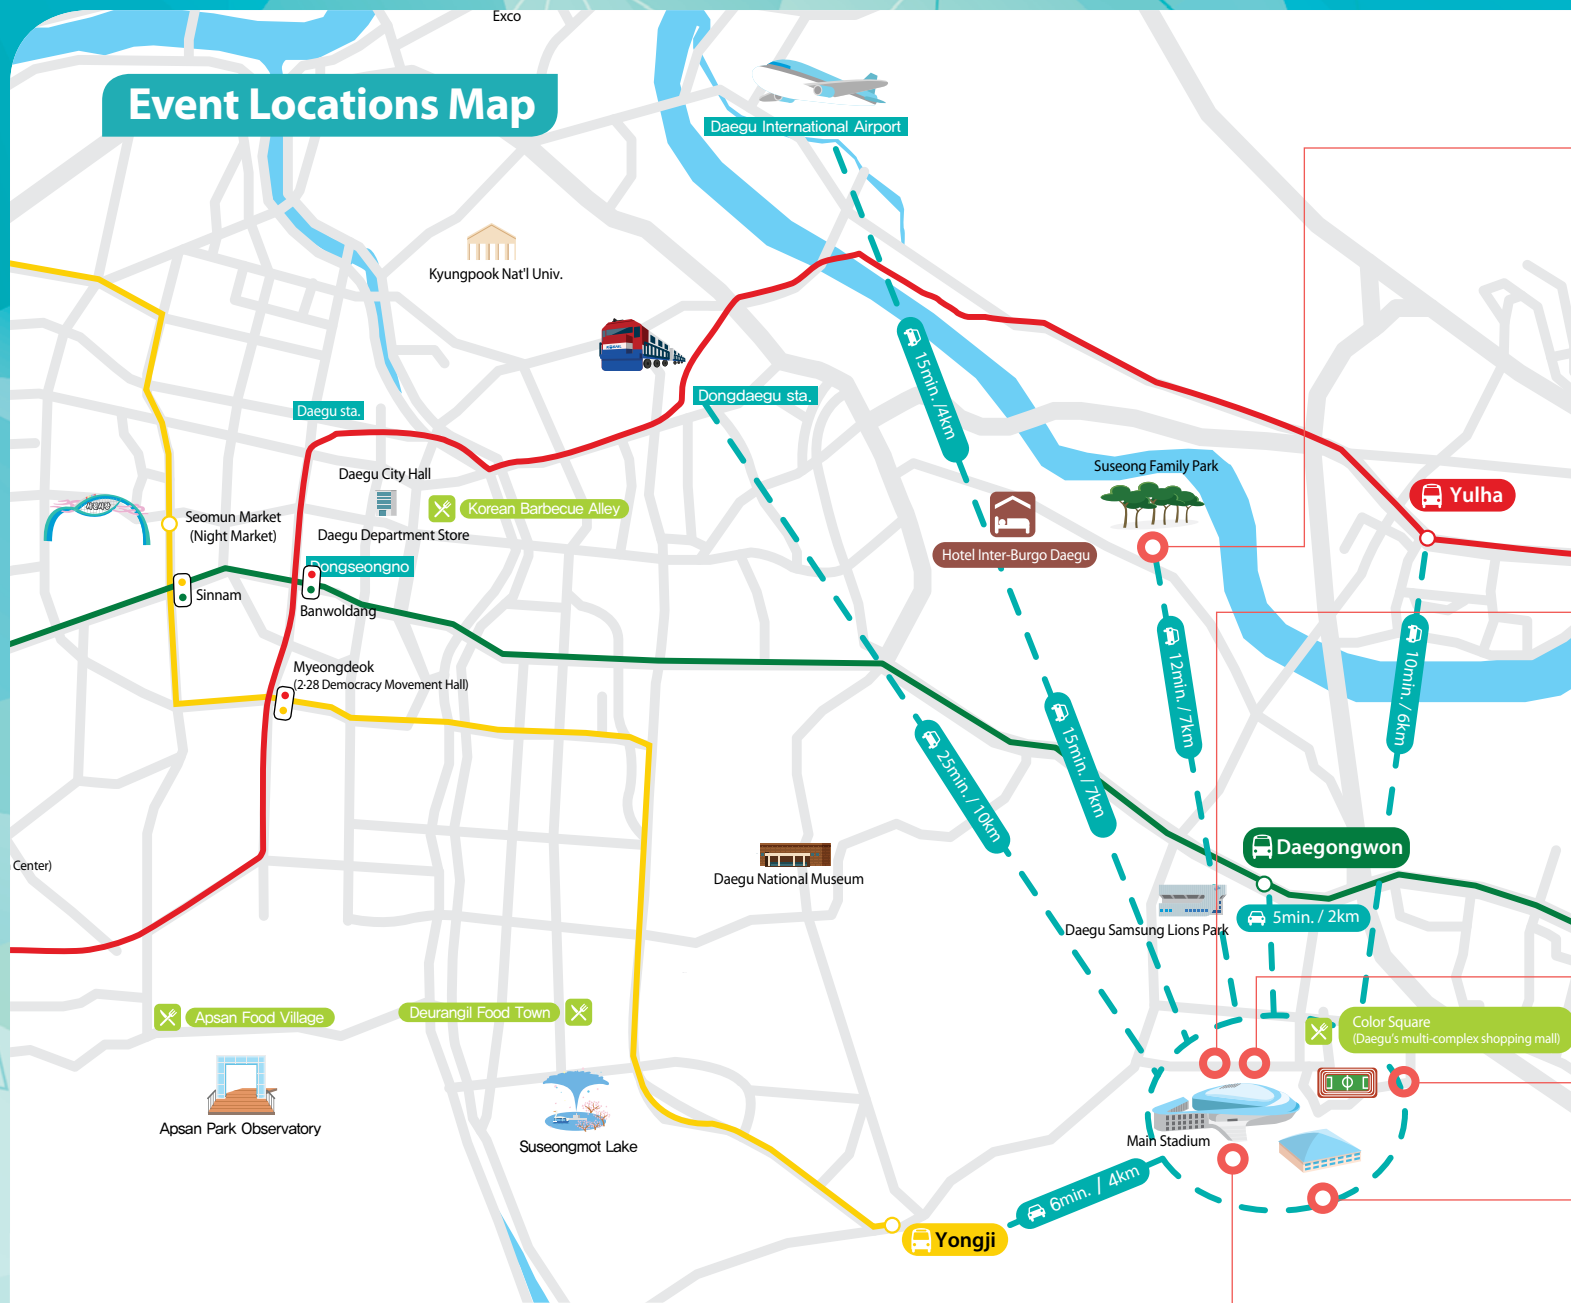 Exco
Event Locations Map
Daegu International Airport
Kyungpook Nat'l Univ.
15min./4km
Dongdaegu sta.
Daegu sta.
Daegu City Hall
Suseong Family Park
Yulha
Korean Barbecue Alley
Seomun Market
(Night Market)
Daegu Department Store
Hotel Inter-Burgo Daegu
Dongseongno
Sinnam
Banwoldang
12min. / 7km
10min. / 6km
Myeongdeok
(2·28 Democracy Movement Hall)
25min. / 10km
15min. / 7km
Daegongwon
Center)
Daegu National Museum
5min. / 2km
Daegu Samsung Lions Park
Apsan Food Village
Deurangil Food Town
Color Square
(Daegu's multi-complex shopping mall)
Apsan Park Observatory
Suseongmot Lake
Main Stadium
6min. / 4km
Yongji